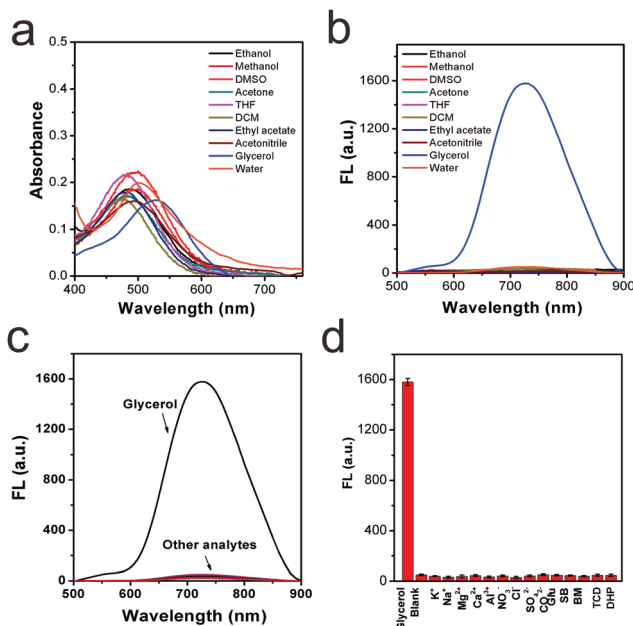 a
0.5
0.4
0.3
0.2
0.1
0.0
Absorbance
Ethanol
Methanol
DMSO
Acetone
THF
DCM
Ethyl acetate
Acetonitrile
Glycerol
Water
400 500 600 700
Wavelength (nm)
b
1600
1200
800
400
0
FL (a.u.)
Ethanol
Methanol
DMSO
Acetone
THF
DCM
Ethyl acetate
Acetonitrile
Glycerol
Water
500 600 700 800 900
Wavelength (nm)
c
1600
1200
800
400
0
FL (a.u.)
Glycerol
Other analytes
500 600 700 800 900
Wavelength (nm)
d
1600
1200
800
400
0
FL (a.u.)
Glycerol
Blank
K⁺
Na⁺
Mg²⁺
Ca²⁺
Al³⁺
NO₃⁻
Cl⁻
SO₄²⁻
CO₃²⁻
Glu
SB
BM
TCD
DHP